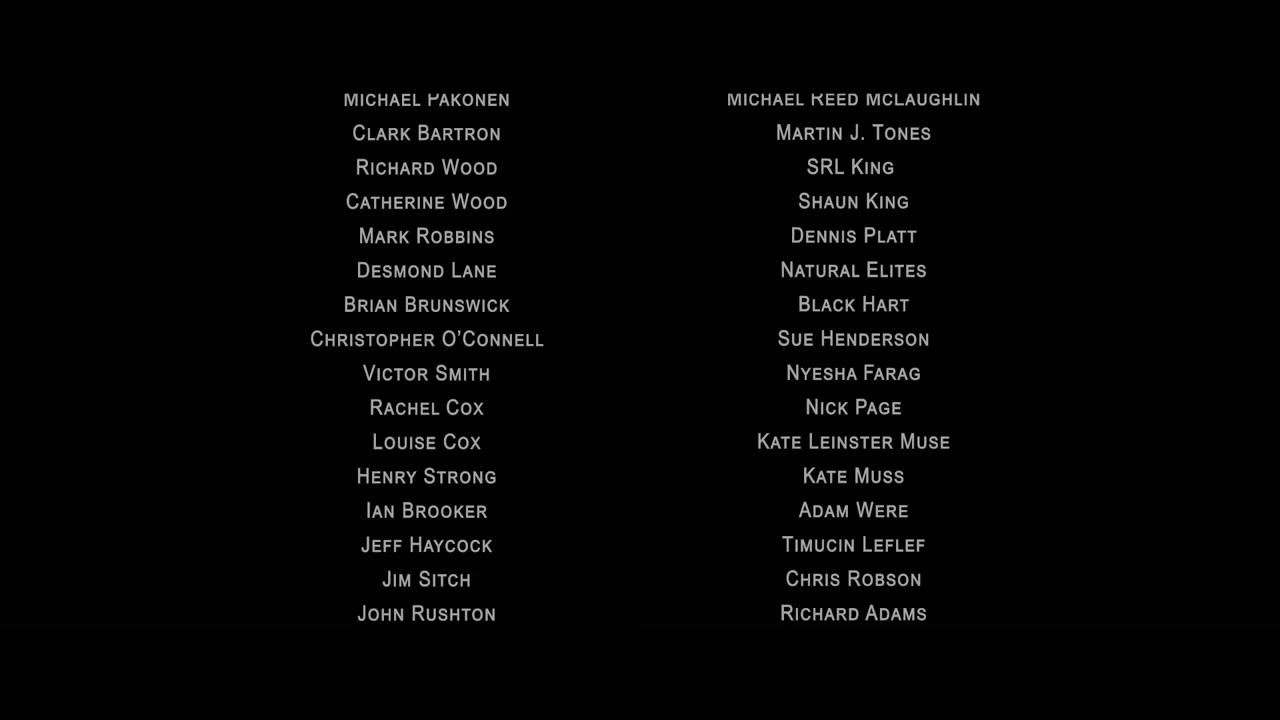 Michael Pakonen
Clark Bartron
Richard Wood
Catherine Wood
Mark Robbins
Desmond Lane
Brian Brunswick
Christopher O’Connell
Victor Smith
Rachel Cox
Louise Cox
Henry Strong
Ian Brooker
Jeff Haycock
Jim Sitch
John Rushton
Michael Reed McLaughlin
Martin J. Tones
SRL King
Shaun King
Dennis Platt
Natural Elites
Black Hart
Sue Henderson
Nyesha Farag
Nick Page
Kate Leinster Muse
Kate Muss
Adam Were
Timucin Leflef
Chris Robson
Richard Adams